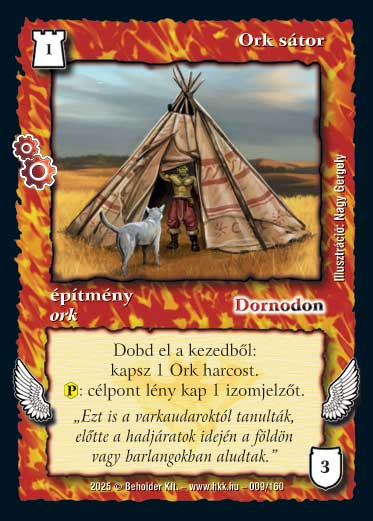 1
Ork sátor
Illusztráció: Nagy Gergely
építmény
ork
Dornodon
Dobd el a kezedből:
kapsz 1 Ork harcost.
P: célpont lény kap 1 izomjelzőt.
„Ezt is a varkaudaroktól tanulták,
előtte a hadjáratok idején a földön
vagy barlangokban aludtak.”
3
2025 © Beholder Kft. – www.hkk.hu – 009/160